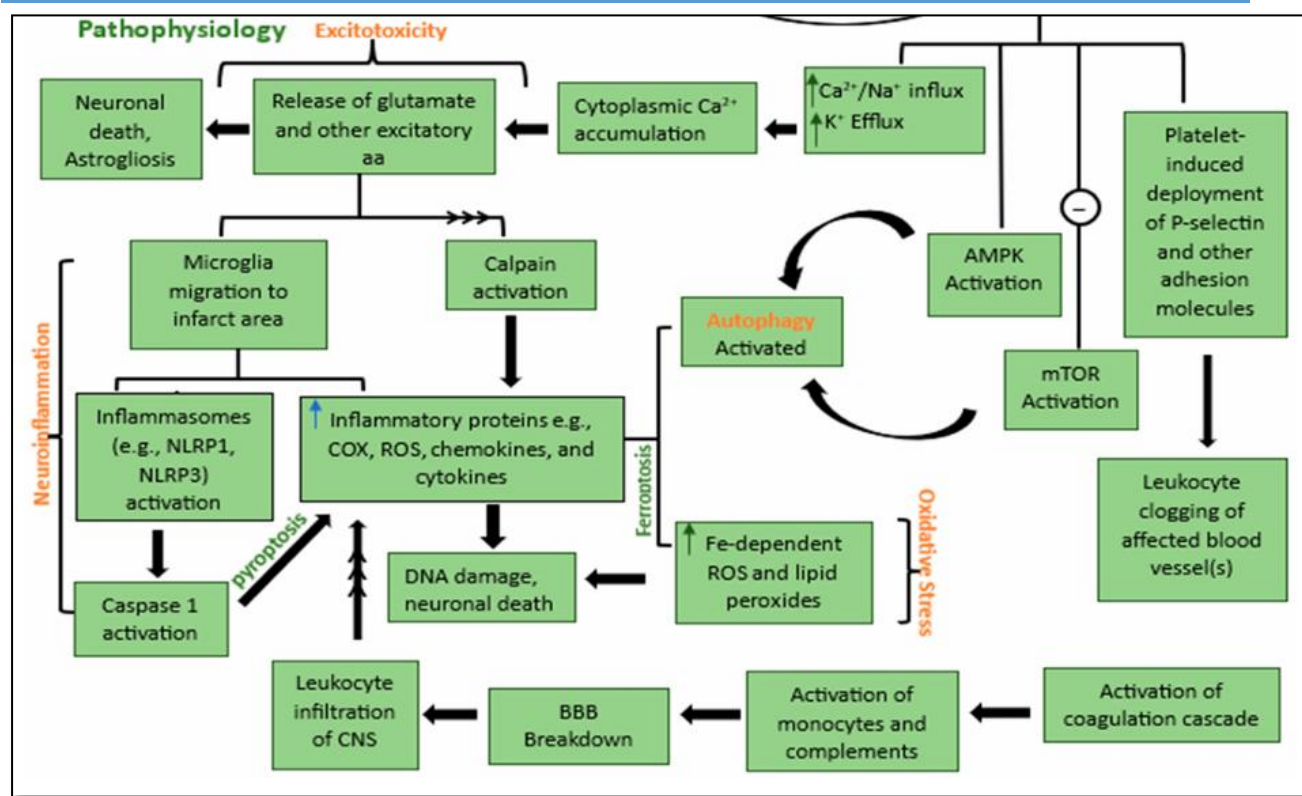 Pathophysiology
Excitotoxicity
Neuronal
death,
Astrogliosis
Release of glutamate
and other excitatory
aa
Cytoplasmic Ca²⁺
accumulation
Ca²⁺/Na⁺ influx
K⁺ Efflux
Platelet-
induced
deployment
of P-selectin
and other
adhesion
molecules
–
Microglia
migration to
infarct area
Calpain
activation
AMPK
Activation
Autophagy
Activated
mTOR
Activation
Neuroinflammation
Inflammasomes
(e.g., NLRP1,
NLRP3)
activation
Inflammatory proteins e.g.,
COX, ROS, chemokines, and
cytokines
Ferroptosis
Leukocyte
clogging of
affected blood
vessel(s)
pyroptosis
Caspase 1
activation
DNA damage,
neuronal death
Fe-dependent
ROS and lipid
peroxides
Oxidative Stress
Leukocyte
infiltration
of CNS
BBB
Breakdown
Activation of
monocytes and
complements
Activation of
coagulation cascade